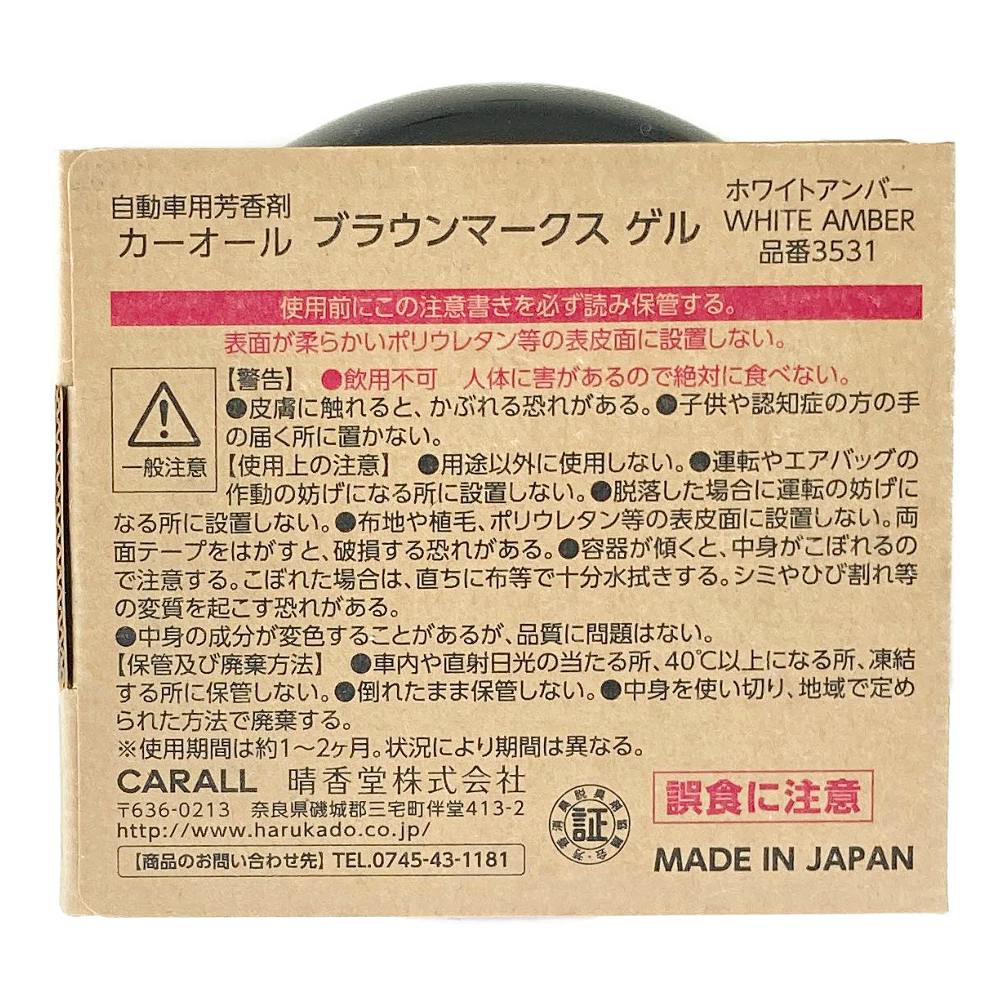 自動車用芳香剤
カーオール
ブラウンマークス ゲル
ホワイトアンバー
WHITE AMBER
品番3531
使用前にこの注意書きを必ず読み保管する。
表面が柔らかいポリウレタン等の表皮面に設置しない。
一般注意
【警告】 ●飲用不可 人体に害があるので絶対に食べない。
●皮膚に触れると、かぶれる恐れがある。●子供や認知症の方の手
の届く所に置かない。
【使用上の注意】 ●用途以外に使用しない。●運転やエアバッグの
作動の妨げになる所に設置しない。●脱落した場合に運転の妨げに
なる所に設置しない。●布地や植毛、ポリウレタン等の表皮面に設置しない。両
面テープをはがすと、破損する恐れがある。●容器が傾くと、中身がこぼれるの
で注意する。こぼれた場合は、直ちに布等で十分水拭きする。シミやひび割れ等
の変質を起こす恐れがある。
●中身の成分が変色することがあるが、品質に問題はない。
【保管及び廃棄方法】 ●車内や直射日光の当たる所、40℃以上になる所、凍結
する所に保管しない。●倒れたまま保管しない。●中身を使い切り、地域で定め
られた方法で廃棄する。
※使用期間は約1〜2ヶ月。状況により期間は異なる。
CARALL 晴香堂株式会社
〒636-0213 奈良県磯城郡三宅町伴堂413-2
http://www.harukado.co.jp/
【商品のお問い合わせ先】 TEL.0745-43-1181
芳香消臭脱臭剤協議会
証
誤食に注意
MADE IN JAPAN